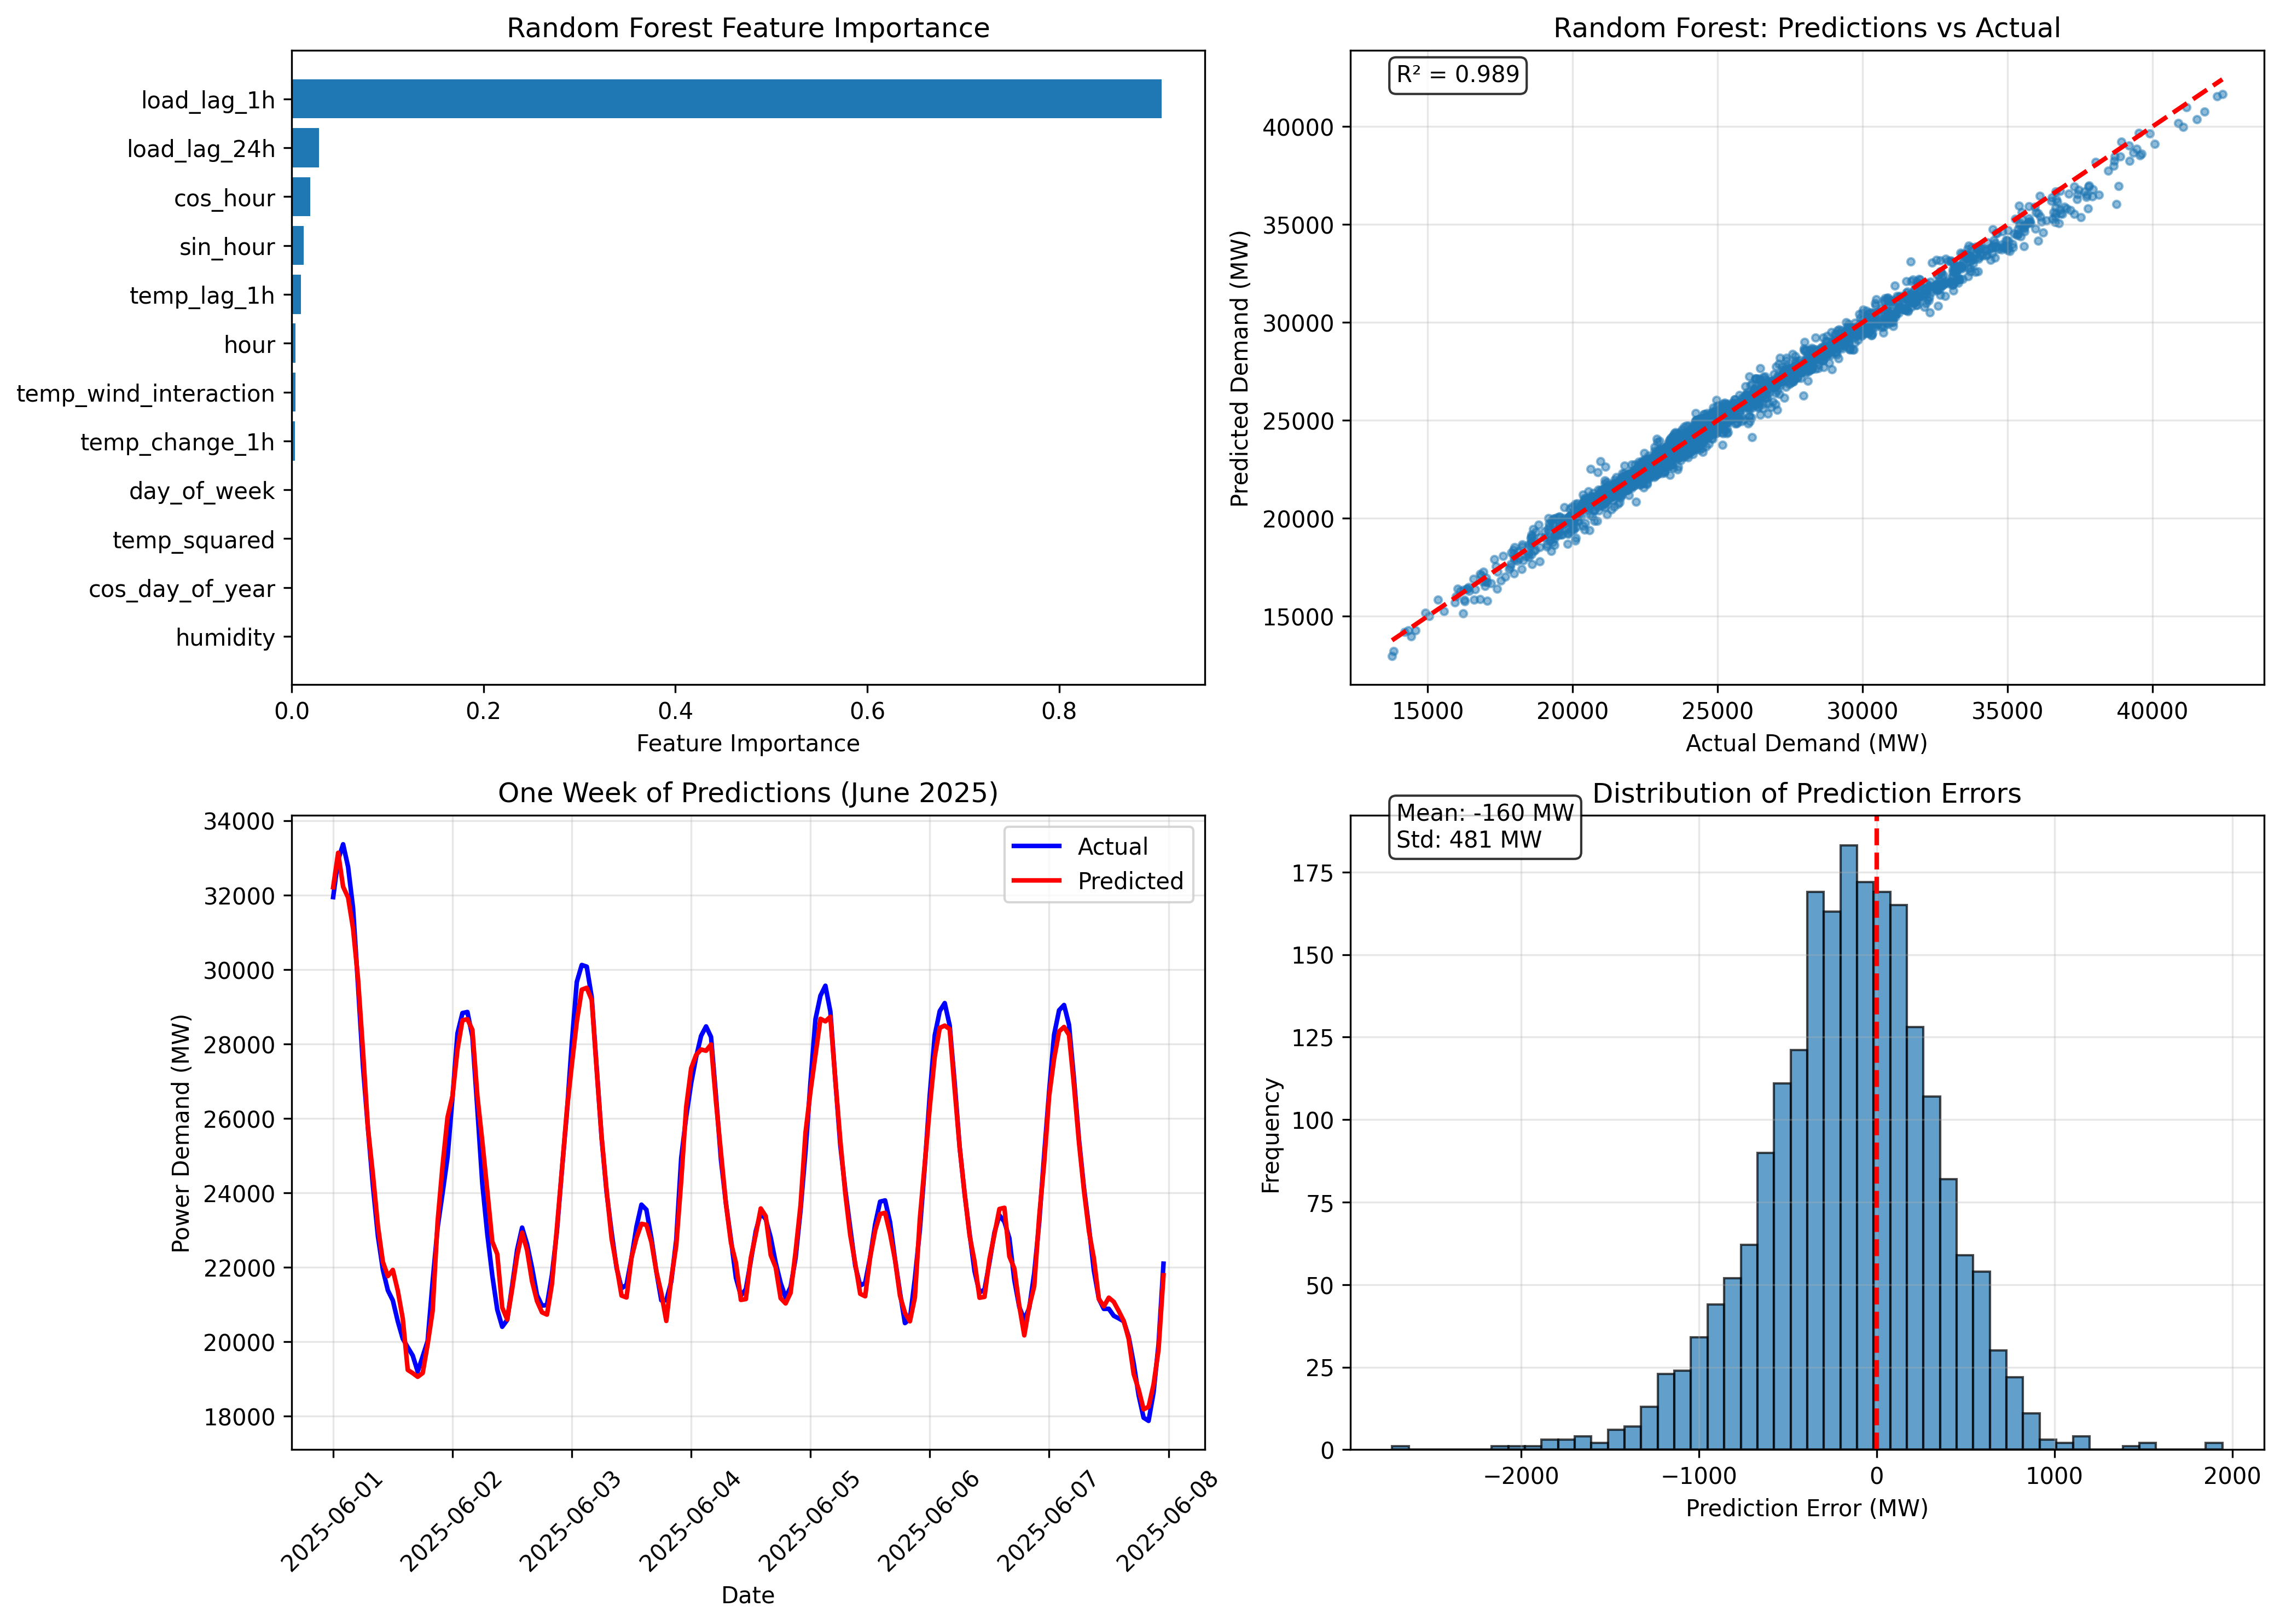 Random Forest Feature Importance
load_lag_1h
load_lag_24h
cos_hour
sin_hour
temp_lag_1h
hour
temp_wind_interaction
temp_change_1h
day_of_week
temp_squared
cos_day_of_year
humidity
0.0 0.2 0.4 0.6 0.8
Feature Importance
Random Forest: Predictions vs Actual
R² = 0.989
Predicted Demand (MW)
40000
35000
30000
25000
20000
15000
15000 20000 25000 30000 35000 40000
Actual Demand (MW)
One Week of Predictions (June 2025)
Actual
Predicted
Power Demand (MW)
34000
32000
30000
28000
26000
24000
22000
20000
18000
2025-06-01
2025-06-02
2025-06-03
2025-06-04
2025-06-05
2025-06-06
2025-06-07
2025-06-08
Date
Distribution of Prediction Errors
Mean: -160 MW
Std: 481 MW
Frequency
175
150
125
100
75
50
25
0
−2000 −1000 0 1000 2000
Prediction Error (MW)